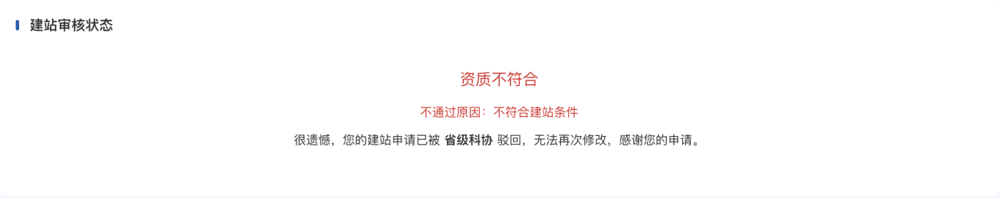 建站审核状态
资质不符合
不通过原因：不符合建站条件
很遗憾，您的建站申请已被 省级科协 驳回，无法再次修改，感谢您的申请。